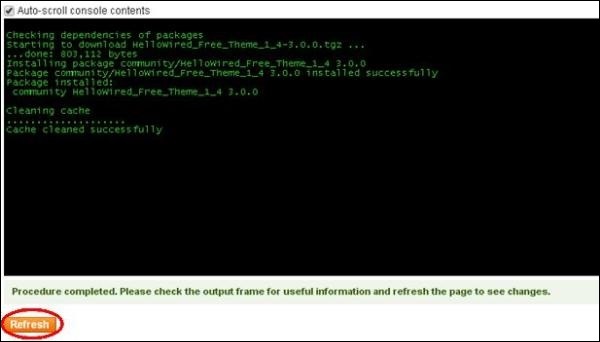 Auto-scroll console contents
Checking dependencies of packages
Starting to download HelloWired_Free_Theme_1_4-3.0.0.tgz ...
...done: 803,112 bytes
Installing package community/HelloWired_Free_Theme_1_4 3.0.0
Package community/HelloWired_Free_Theme_1_4 3.0.0 installed successfully
Package installed:
community HelloWired_Free_Theme_1_4 3.0.0
Cleaning cache
....................
Cache cleaned successfully
Procedure completed. Please check the output frame for useful information and refresh the page to see changes.
Refresh